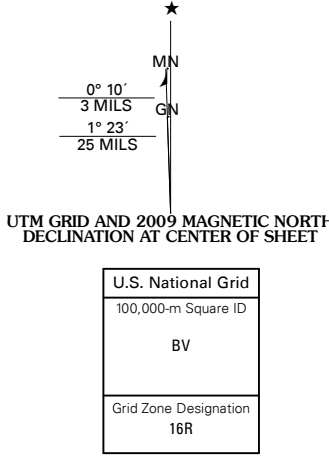 ★
MN
GN
0° 10´
3 MILS
1° 23´
25 MILS
UTM GRID AND 2009 MAGNETIC NORTH
DECLINATION AT CENTER OF SHEET
U.S. National Grid
100,000-m Square ID
BV
Grid Zone Designation
16R